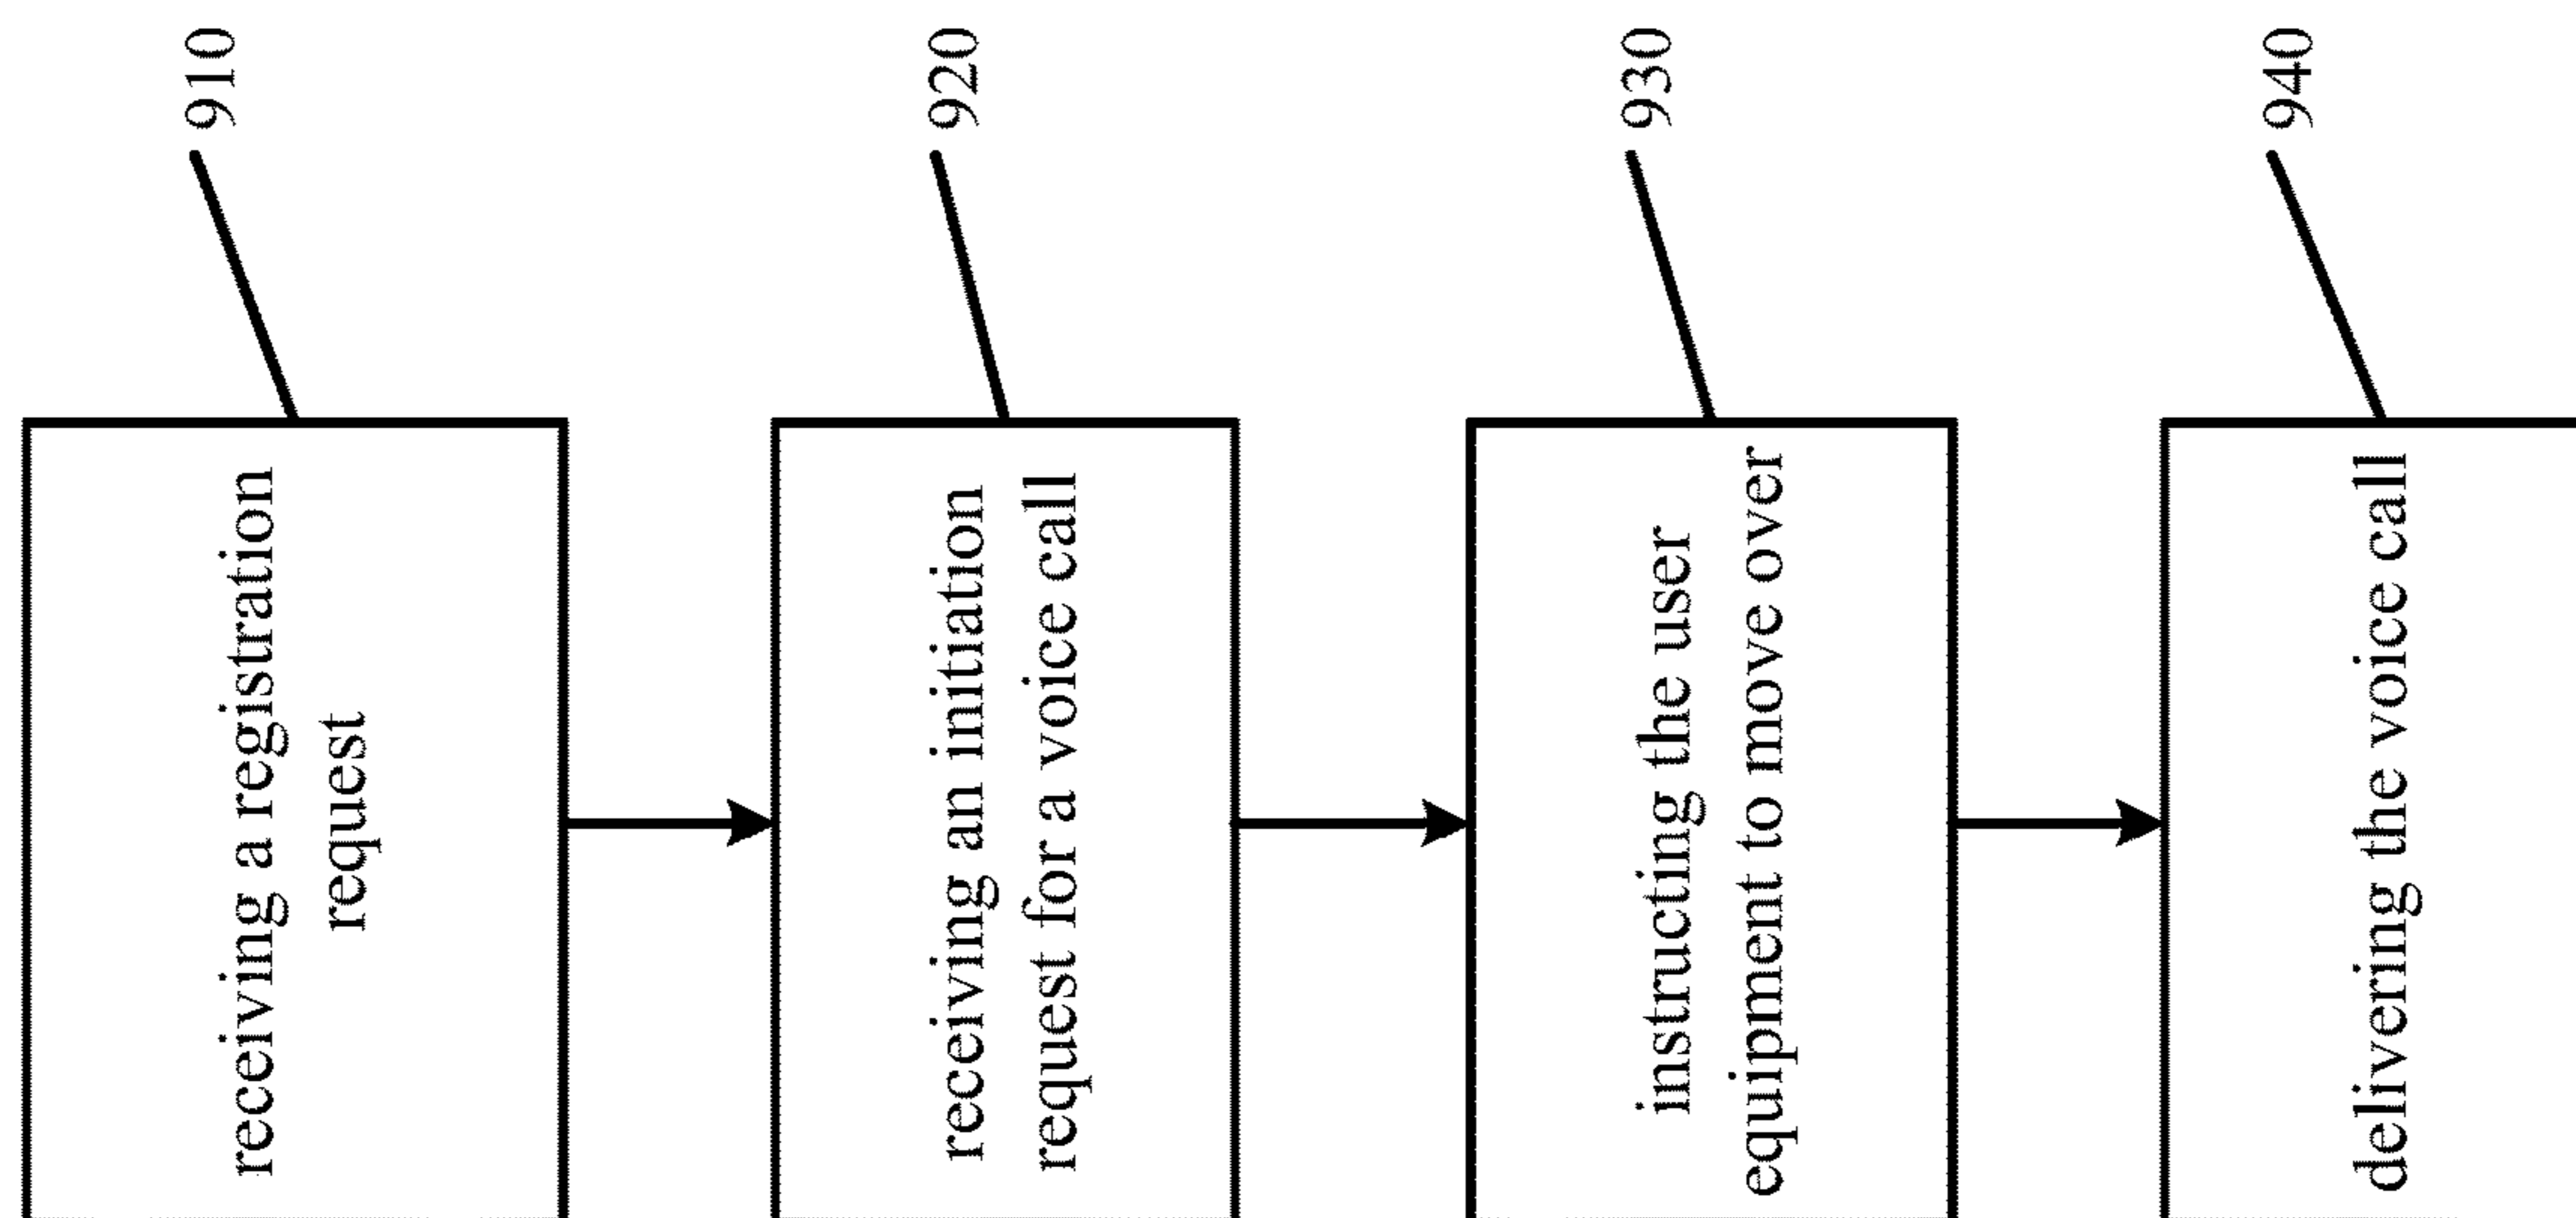 receiving a registration
request
910
receiving an initiation
request for a voice call
920
instructing the user
equipment to move over
930
delivering the voice call
940